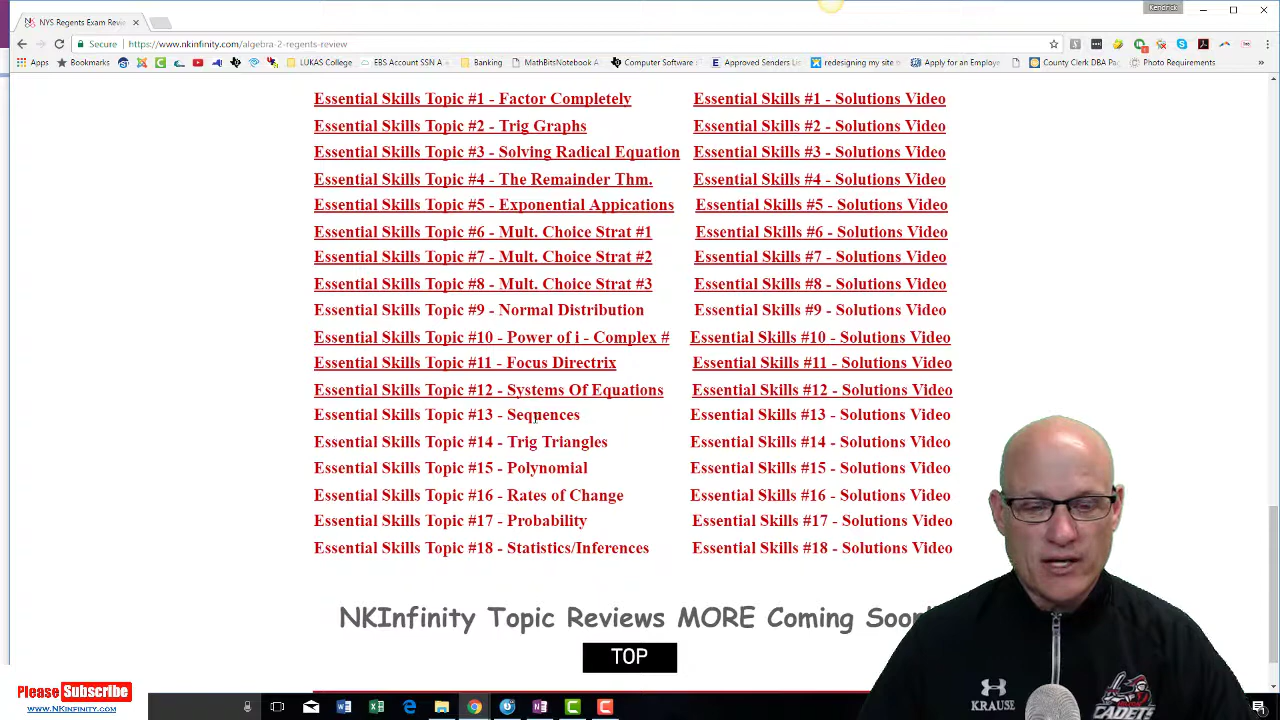 Kendrick
NYS Regents Exam Revie
Secure https://www.nkinfinity.com/algebra-2-regents-review
Apps Bookmarks LUKAS College EBS Account SSN A Banking MathBitsNotebook A Computer Software : Approved Senders Li redesigning my site Apply for an Employe County Clerk DBA Pa Photo Requirements
Essential Skills Topic #1 - Factor Completely Essential Skills #1 - Solutions Video
Essential Skills Topic #2 - Trig Graphs Essential Skills #2 - Solutions Video
Essential Skills Topic #3 - Solving Radical Equation Essential Skills #3 - Solutions Video
Essential Skills Topic #4 - The Remainder Thm. Essential Skills #4 - Solutions Video
Essential Skills Topic #5 - Exponential Appications Essential Skills #5 - Solutions Video
Essential Skills Topic #6 - Mult. Choice Strat #1 Essential Skills #6 - Solutions Video
Essential Skills Topic #7 - Mult. Choice Strat #2 Essential Skills #7 - Solutions Video
Essential Skills Topic #8 - Mult. Choice Strat #3 Essential Skills #8 - Solutions Video
Essential Skills Topic #9 - Normal Distribution Essential Skills #9 - Solutions Video
Essential Skills Topic #10 - Power of i - Complex # Essential Skills #10 - Solutions Video
Essential Skills Topic #11 - Focus Directrix Essential Skills #11 - Solutions Video
Essential Skills Topic #12 - Systems Of Equations Essential Skills #12 - Solutions Video
Essential Skills Topic #13 - Sequences Essential Skills #13 - Solutions Video
Essential Skills Topic #14 - Trig Triangles Essential Skills #14 - Solutions Video
Essential Skills Topic #15 - Polynomial Essential Skills #15 - Solutions Video
Essential Skills Topic #16 - Rates of Change Essential Skills #16 - Solutions Video
Essential Skills Topic #17 - Probability Essential Skills #17 - Solutions Video
Essential Skills Topic #18 - Statistics/Inferences Essential Skills #18 - Solutions Video
NKInfinity Topic Reviews MORE Coming Soon
TOP
Please Subscribe
www.NKinfinity.com
KRAUSE
CADETS